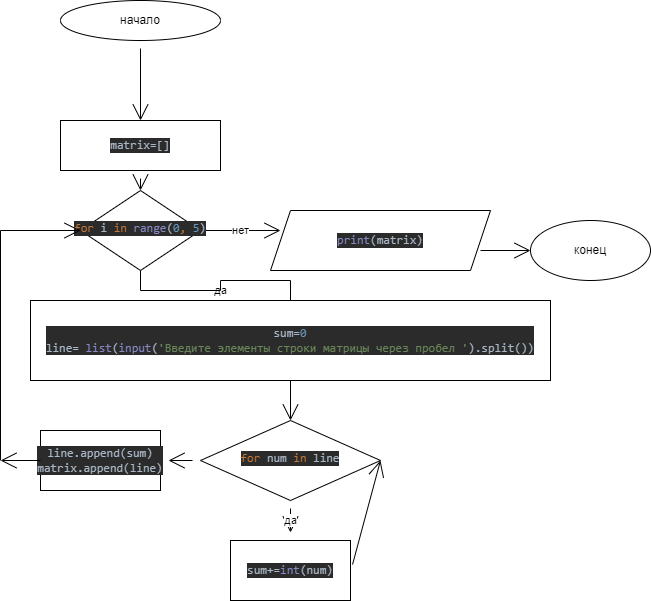 начало
matrix=[]
for i in range(0, 5)
нет
print(matrix)
конец
да
sum=0
line= list(input('Введите элементы строки матрицы через пробел ').split())
line.append(sum)
matrix.append(line)
for num in line
'да'
sum+=int(num)